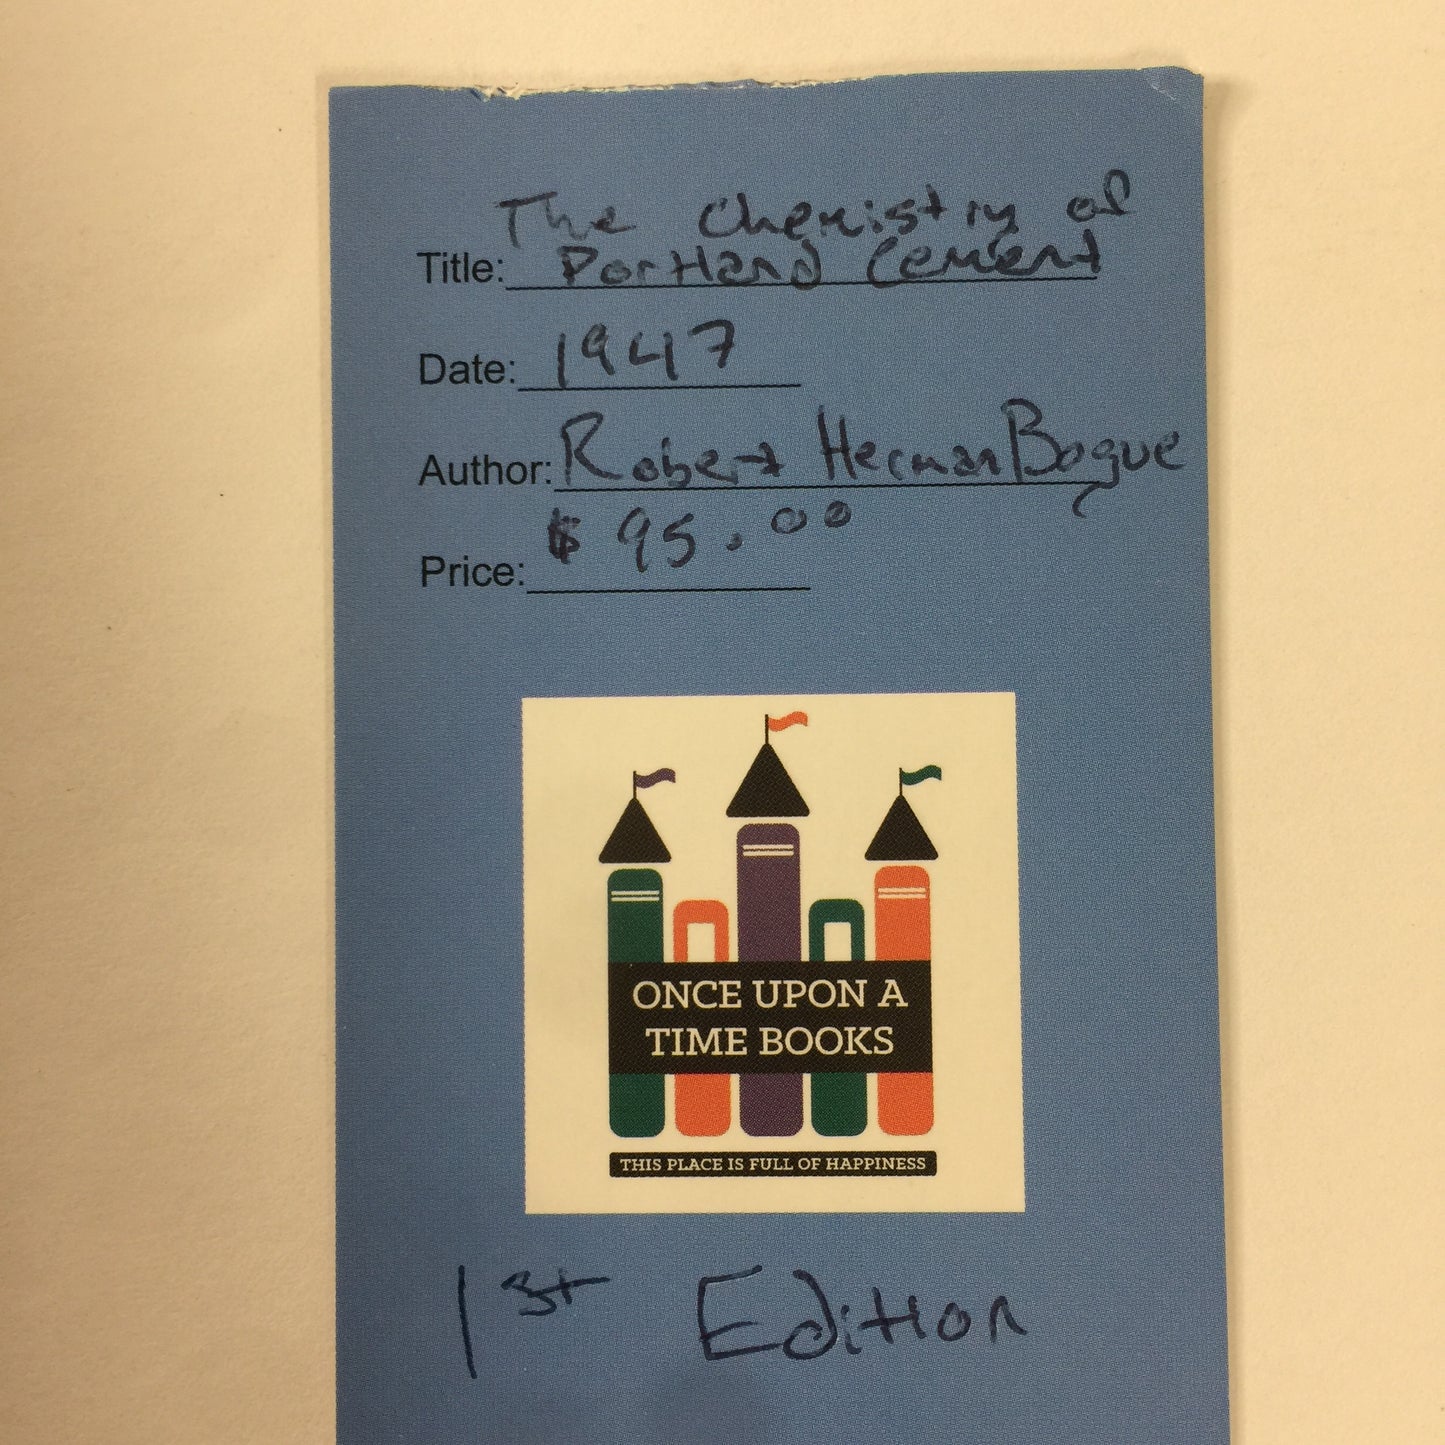 The Chemistry of
Title: Portland Cement
Date: 1947
Author: Robert Herman Bogue
Price: $95.00
ONCE UPON A
TIME BOOKS
THIS PLACE IS FULL OF HAPPINESS
1st Edition